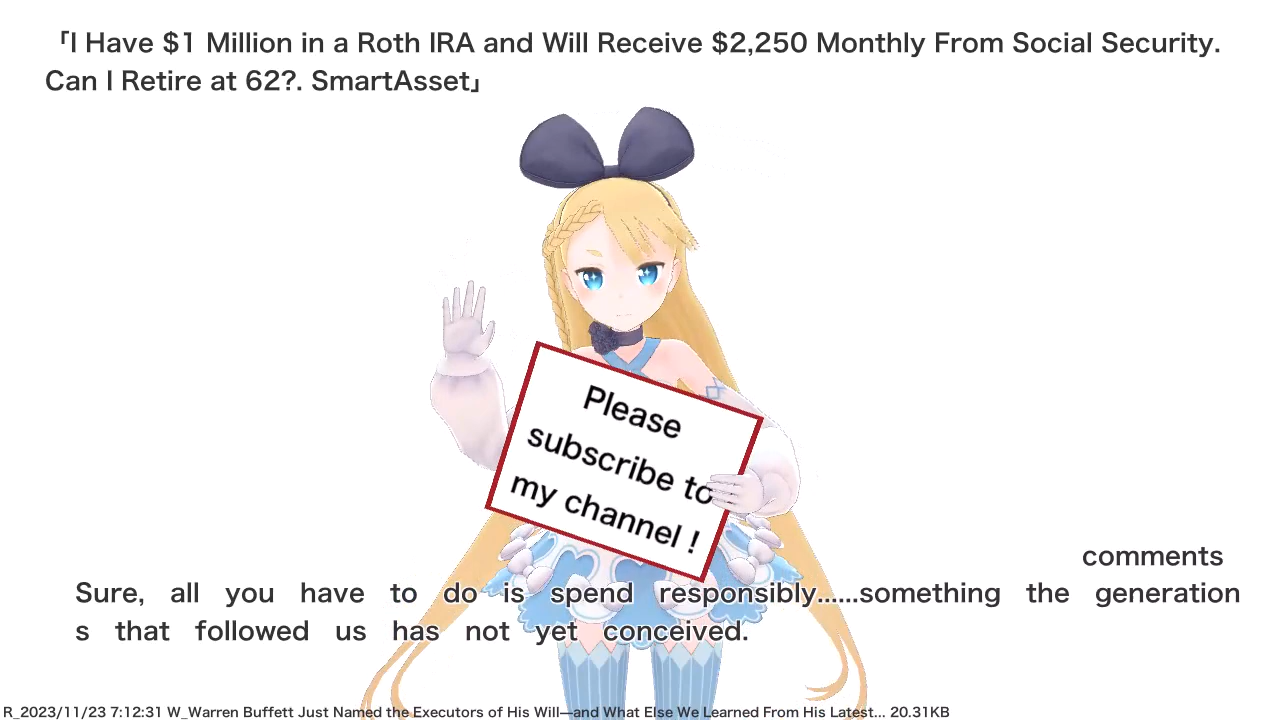 「I Have $1 Million in a Roth IRA and Will Receive $2,250 Monthly From Social Security.
Can I Retire at 62?. SmartAsset」
Please
subscribe to
my channel !
comments
Sure, all you have to do is spend responsibly......something the generation
s that followed us has not yet conceived.
R_2023/11/23 7:12:31 W_Warren Buffett Just Named the Executors of His Will—and What Else We Learned From His Latest... 20.31KB